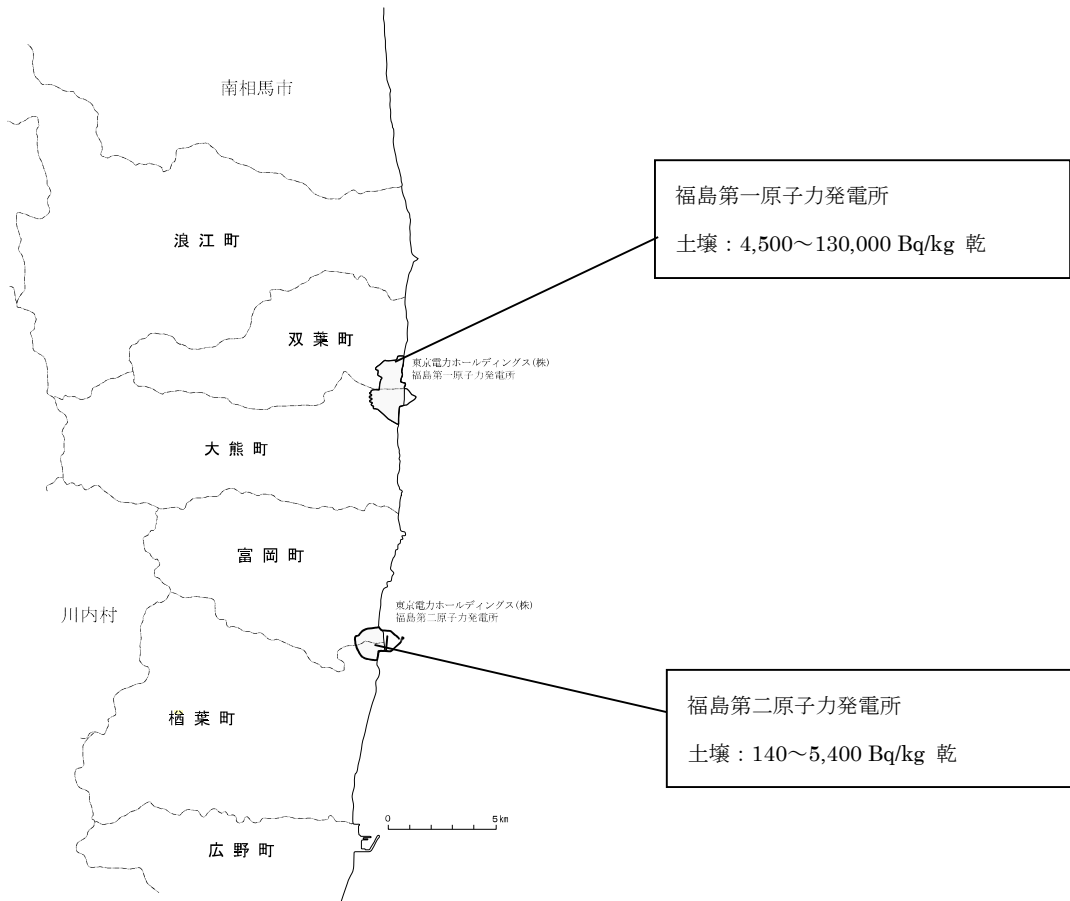 南相馬市
福島第一原子力発電所
土壌：4,500～130,000 Bq/kg 乾
浪江町
双葉町
東京電力ホールディングス(株)
福島第一原子力発電所
大熊町
富岡町
東京電力ホールディングス(株)
福島第二原子力発電所
川内村
福島第二原子力発電所
土壌：140～5,400 Bq/kg 乾
楢葉町
0 5km
広野町